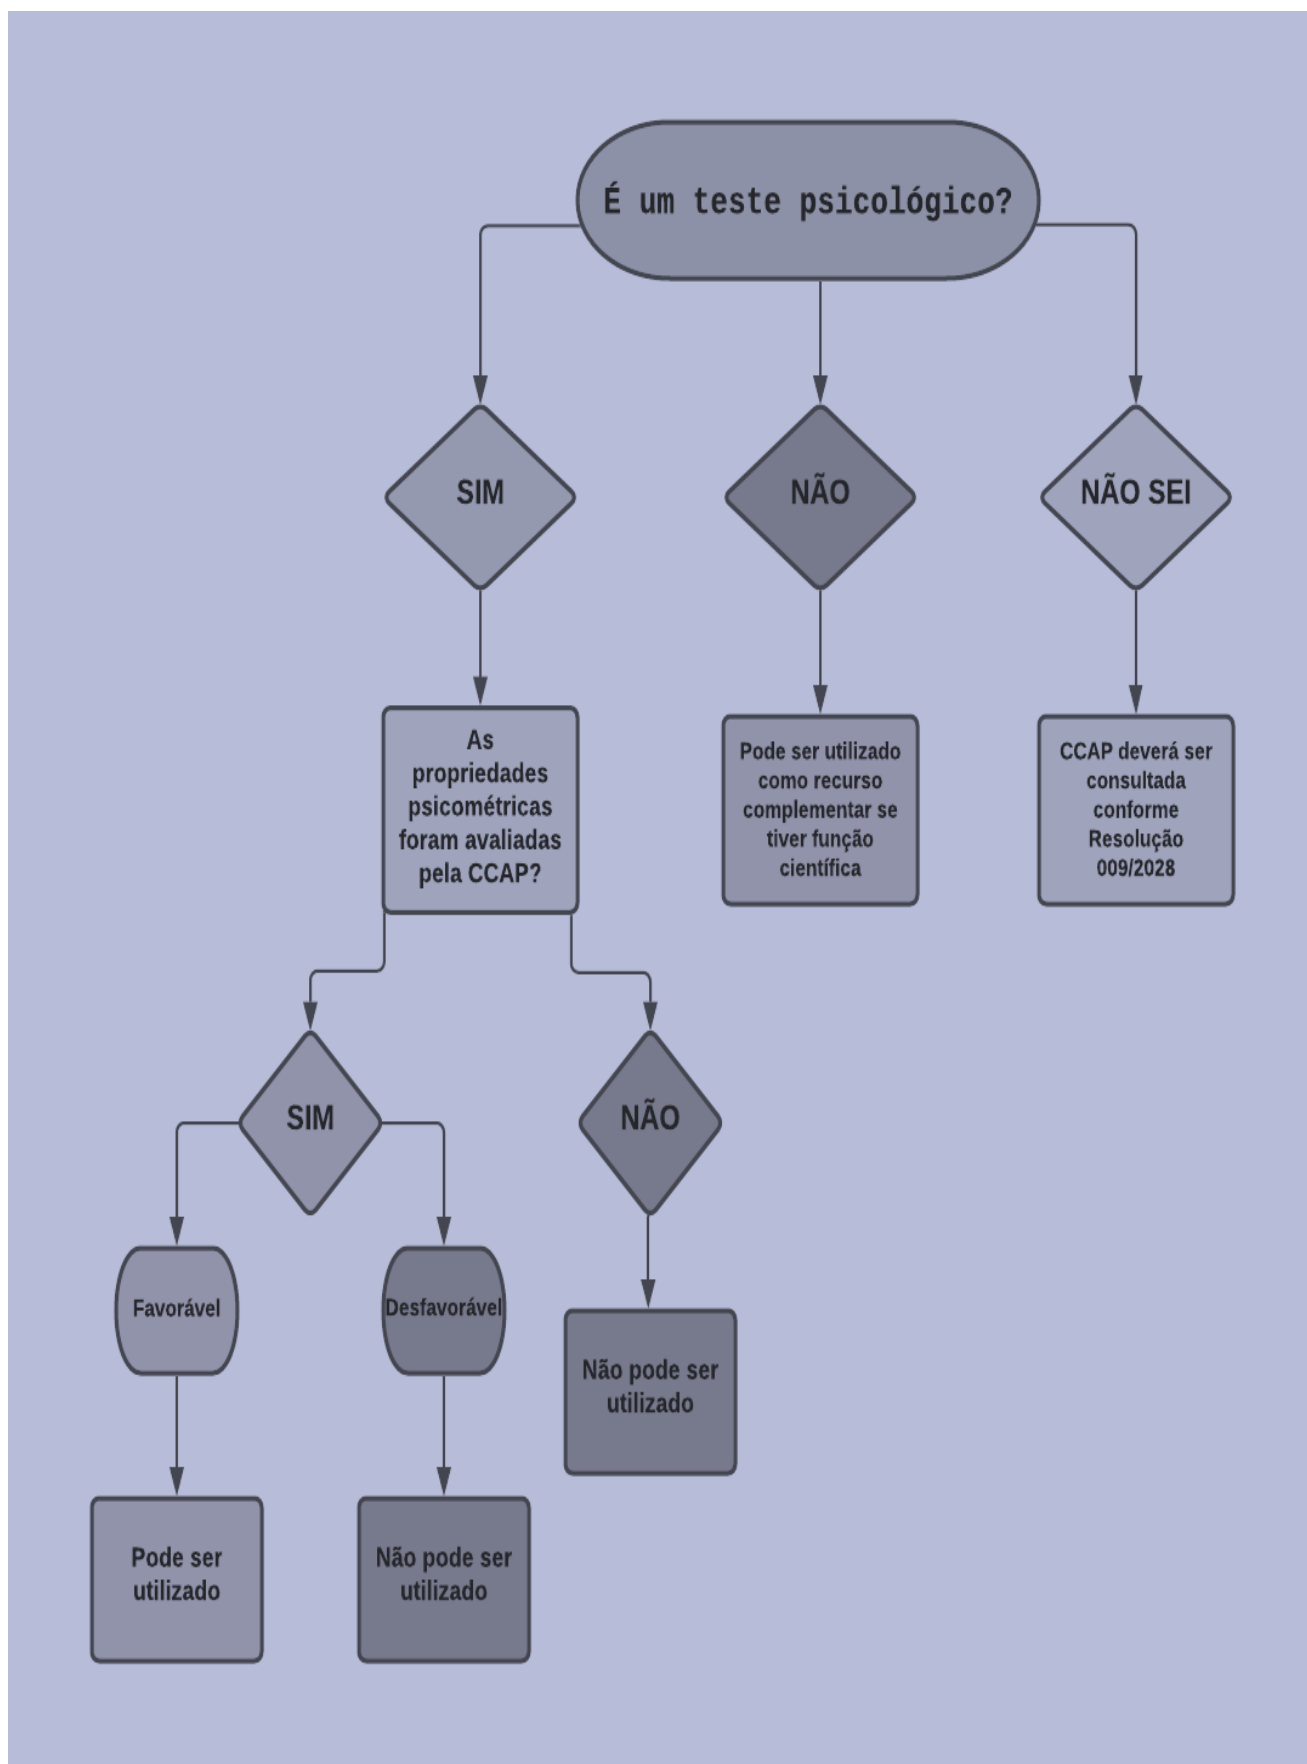 É um teste psicológico?
SIM
NÃO
NÃO SEI
As
propriedades
psicométricas
foram avaliadas
pela CCAP?
Pode ser utilizado
como recurso
complementar se
tiver função
científica
CCAP deverá ser
consultada
conforme
Resolução
009/2028
SIM
NÃO
Favorável
Desfavorável
Não pode ser
utilizado
Pode ser
utilizado
Não pode ser
utilizado